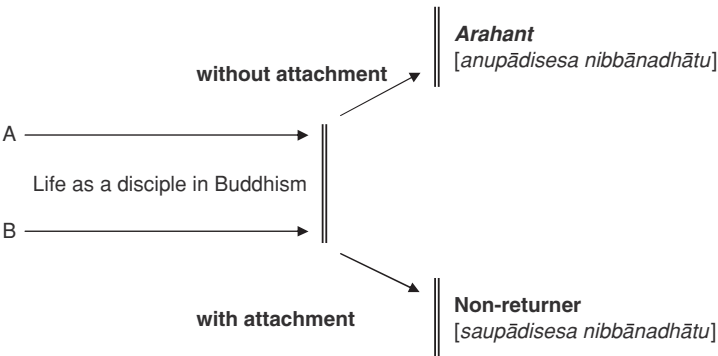 Arahant
[anupādisesa nibbānadhātu]
without attachment
A
Life as a disciple in Buddhism
B
Non-returner
[saupādisesa nibbānadhātu]
with attachment